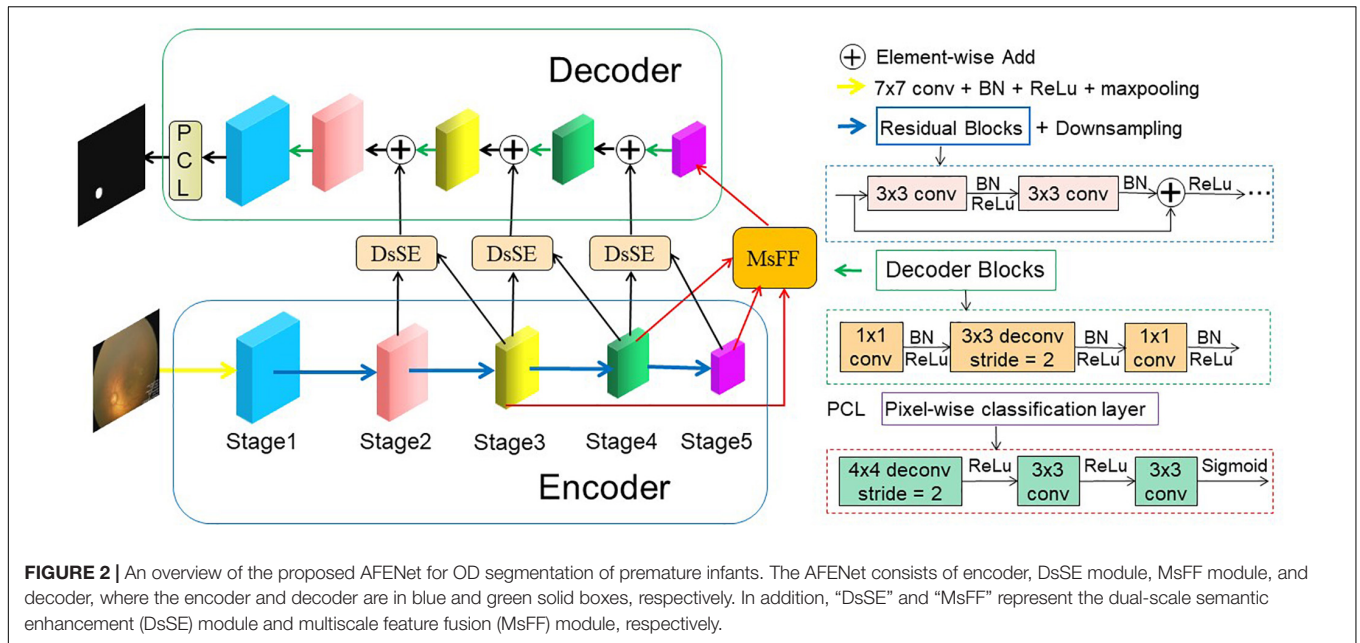 Decoder
P
C
L
DsSE
DsSE
DsSE
MsFF
Stage1
Stage2
Stage3
Stage4
Stage5
Encoder
Element-wise Add
7x7 conv + BN + ReLu + maxpooling
Residual Blocks + Downsampling
3x3 conv
BN
ReLu
3x3 conv
BN
ReLu
...
Decoder Blocks
1x1
conv
BN
ReLu
3x3 deconv
stride = 2
BN
ReLu
1x1
conv
BN
ReLu
PCL Pixel-wise classification layer
4x4 deconv
stride = 2
ReLu
3x3
conv
ReLu
3x3
conv
Sigmoid
FIGURE 2 | An overview of the proposed AFENet for OD segmentation of premature infants. The AFENet consists of encoder, DsSE module, MsFF module, and
decoder, where the encoder and decoder are in blue and green solid boxes, respectively. In addition, “DsSE” and “MsFF” represent the dual-scale semantic
enhancement (DsSE) module and multiscale feature fusion (MsFF) module, respectively.